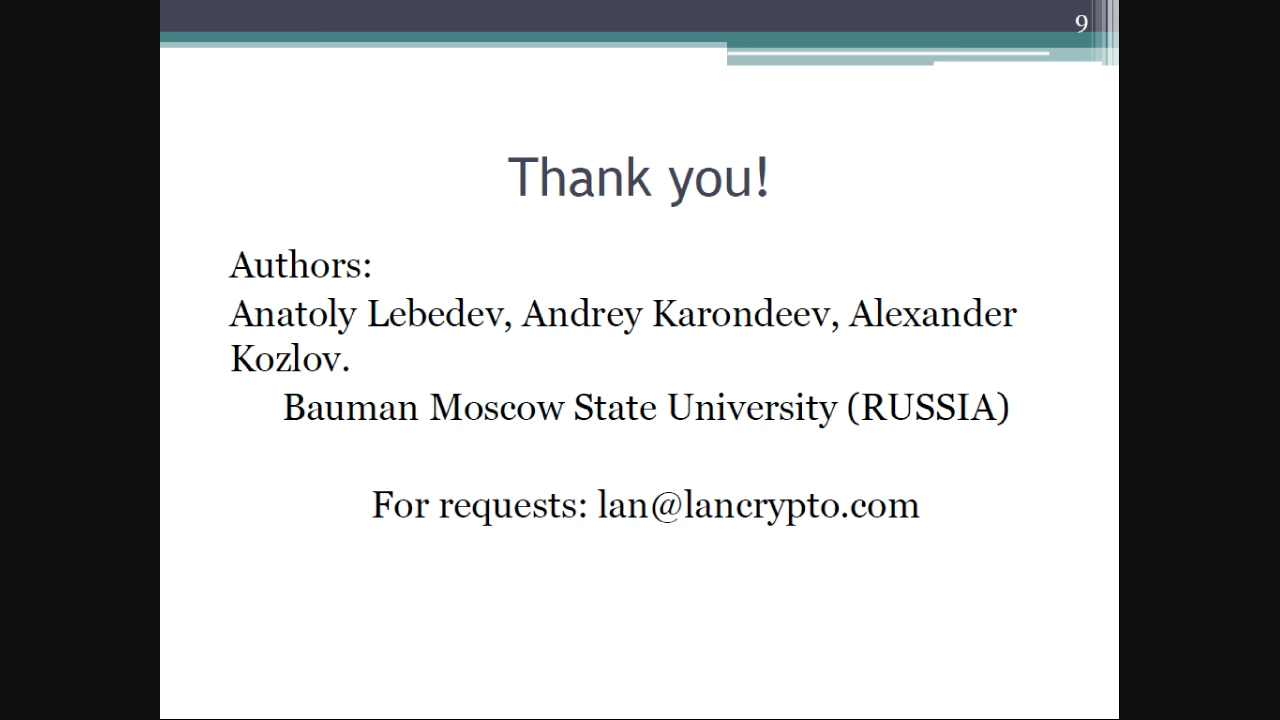 9
Thank you!
Authors:
Anatoly Lebedev, Andrey Karondeev, Alexander
Kozlov.
Bauman Moscow State University (RUSSIA)
For requests: lan@lancrypto.com